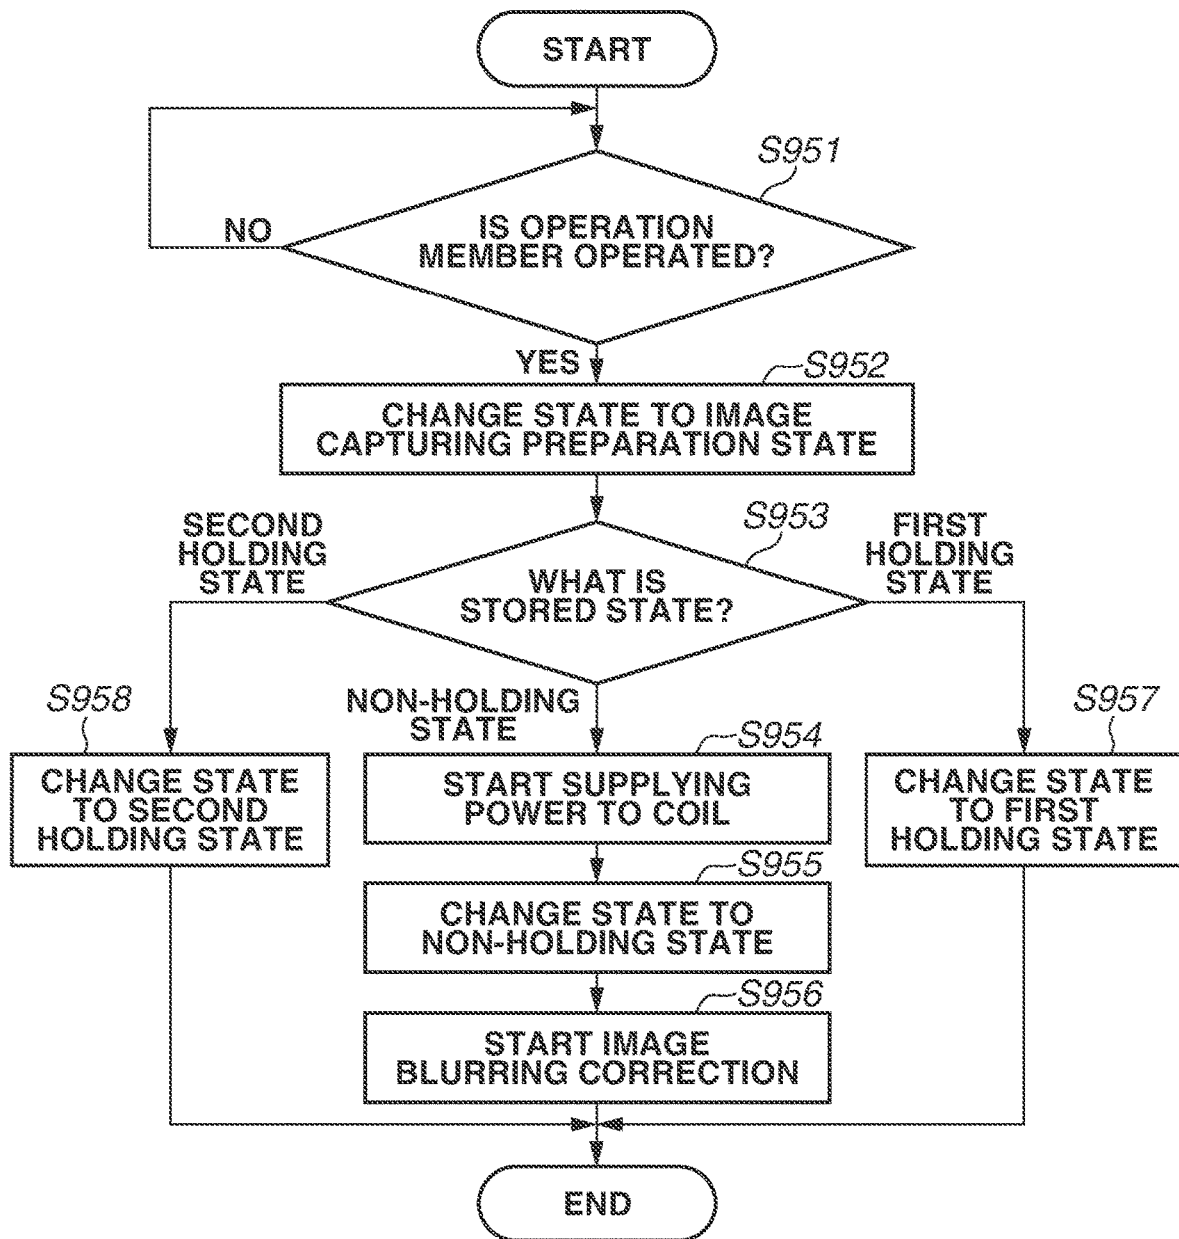 START
S951
IS OPERATION
MEMBER OPERATED?
NO
YES
S952
CHANGE STATE TO IMAGE
CAPTURING PREPARATION STATE
SECOND
HOLDING
STATE
S953
FIRST
HOLDING
STATE
WHAT IS
STORED STATE?
S958
NON-HOLDING
STATE
S954
S957
CHANGE STATE
TO SECOND
HOLDING STATE
START SUPPLYING
POWER TO COIL
CHANGE STATE
TO FIRST
HOLDING STATE
S955
CHANGE STATE TO
NON-HOLDING STATE
S956
START IMAGE
BLURRING CORRECTION
END